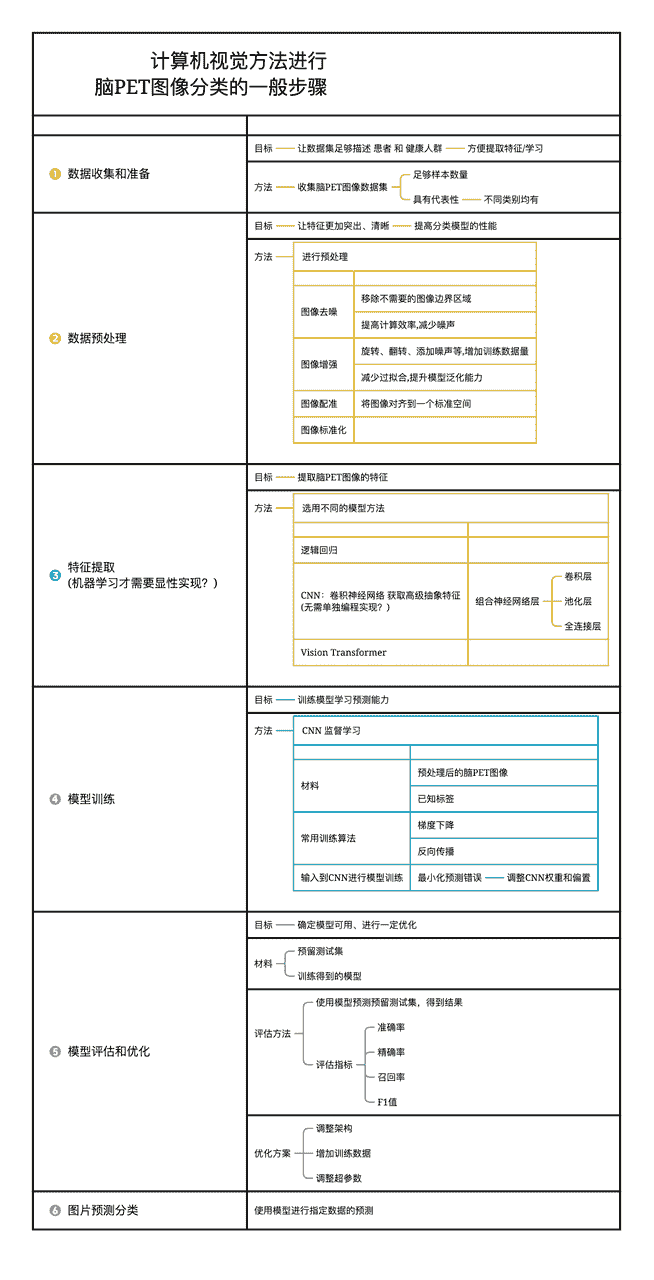 计算机视觉方法进行
脑PET图像分类的一般步骤
1 数据收集和准备
目标 让数据集足够描述 患者 和 健康人群 方便提取特征/学习
方法 收集脑PET图像数据集
足够样本数量
具有代表性 不同类别均有
2 数据预处理
目标 让特征更加突出、清晰 提高分类模型的性能
方法 进行预处理
图像去噪
移除不需要的图像边界区域
提高计算效率,减少噪声
图像增强
旋转、翻转、添加噪声等,增加训练数据量
减少过拟合,提升模型泛化能力
图像配准 将图像对齐到一个标准空间
图像标准化
3 特征提取
(机器学习才需要显性实现？)
目标 提取脑PET图像的特征
方法 选用不同的模型方法
逻辑回归
CNN：卷积神经网络 获取高级抽象特征
(无需单独编程实现？)
组合神经网络层
卷积层
池化层
全连接层
Vision Transformer
4 模型训练
目标 训练模型学习预测能力
方法 CNN 监督学习
材料
预处理后的脑PET图像
已知标签
常用训练算法
梯度下降
反向传播
输入到CNN进行模型训练 最小化预测错误 调整CNN权重和偏置
5 模型评估和优化
目标 确定模型可用、进行一定优化
材料
预留测试集
训练得到的模型
评估方法
使用模型预测预留测试集，得到结果
评估指标
准确率
精确率
召回率
F1值
优化方案
调整架构
增加训练数据
调整超参数
6 图片预测分类
使用模型进行指定数据的预测